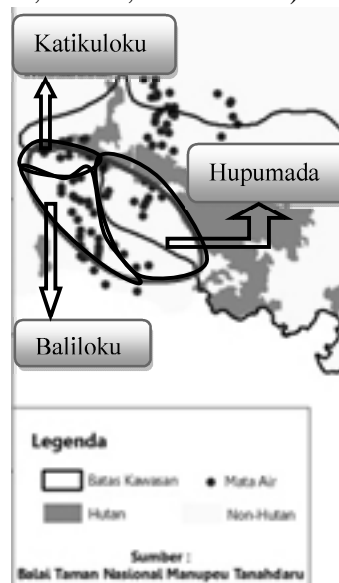 Katikuloku
Hupumada
Baliloku
Legenda
Batas Kawasan
Mata Air
Hutan
Non-Hutan
Sumber :
Balai Taman Nasional Manupeu Tanahdaru